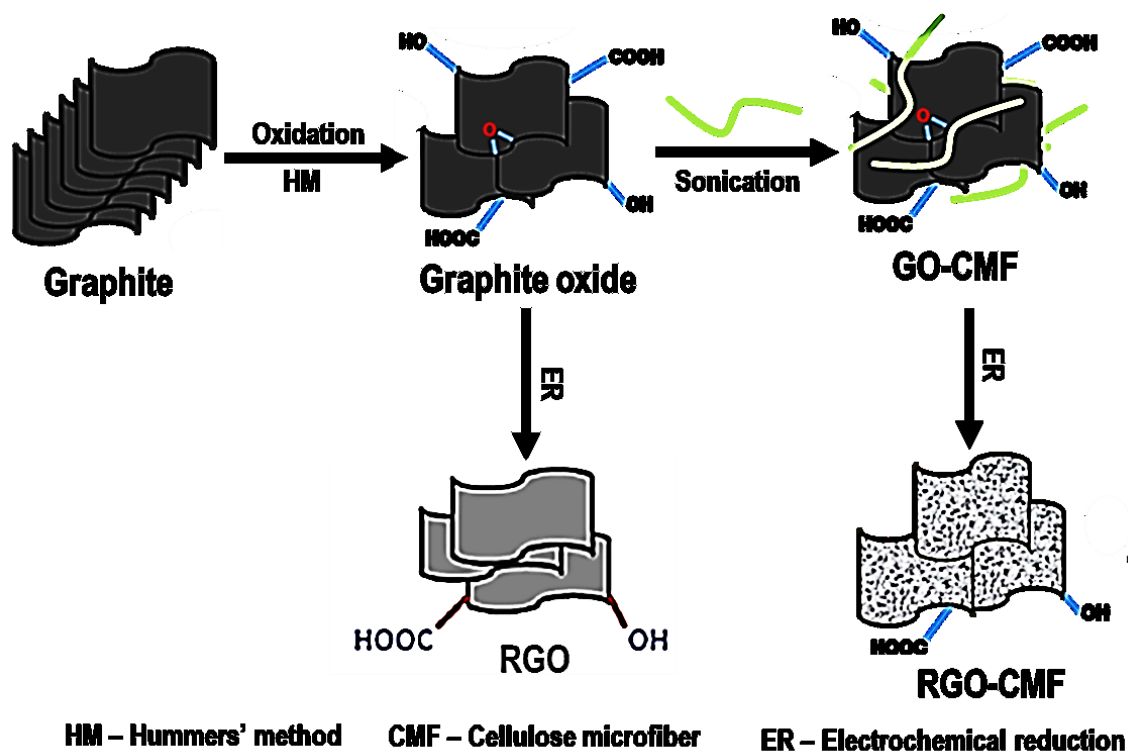 HO
COOH
O
OH
HOOC
Oxidation
HM
Sonication
HO
COOH
O
OH
HOOC
Graphite
Graphite oxide
GO-CMF
ER
ER
HOOC
OH
RGO
HOOC
OH
RGO-CMF
HM – Hummers' method
CMF – Cellulose microfiber
ER – Electrochemical reduction